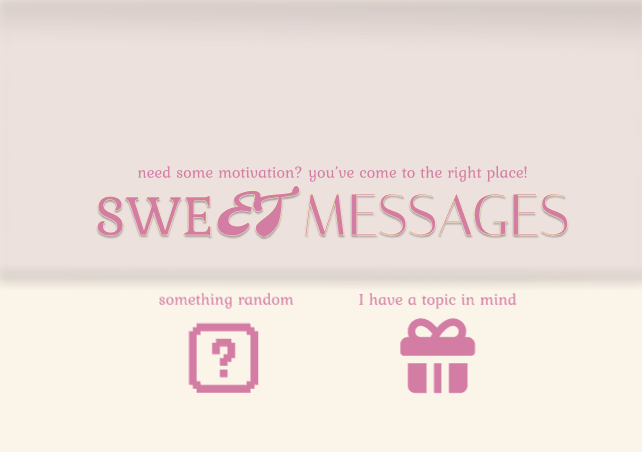 need some motivation? you've come to the right place!
SWEET MESSAGES
something random
I have a topic in mind
?